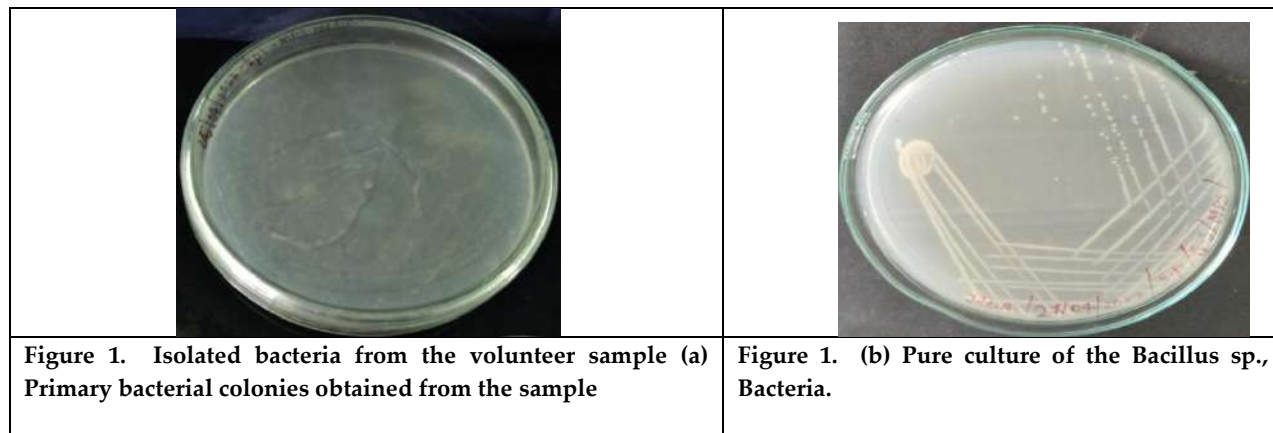 Figure 1. Isolated bacteria from the volunteer sample (a)
Primary bacterial colonies obtained from the sample
Figure 1. (b) Pure culture of the Bacillus sp.,
Bacteria.